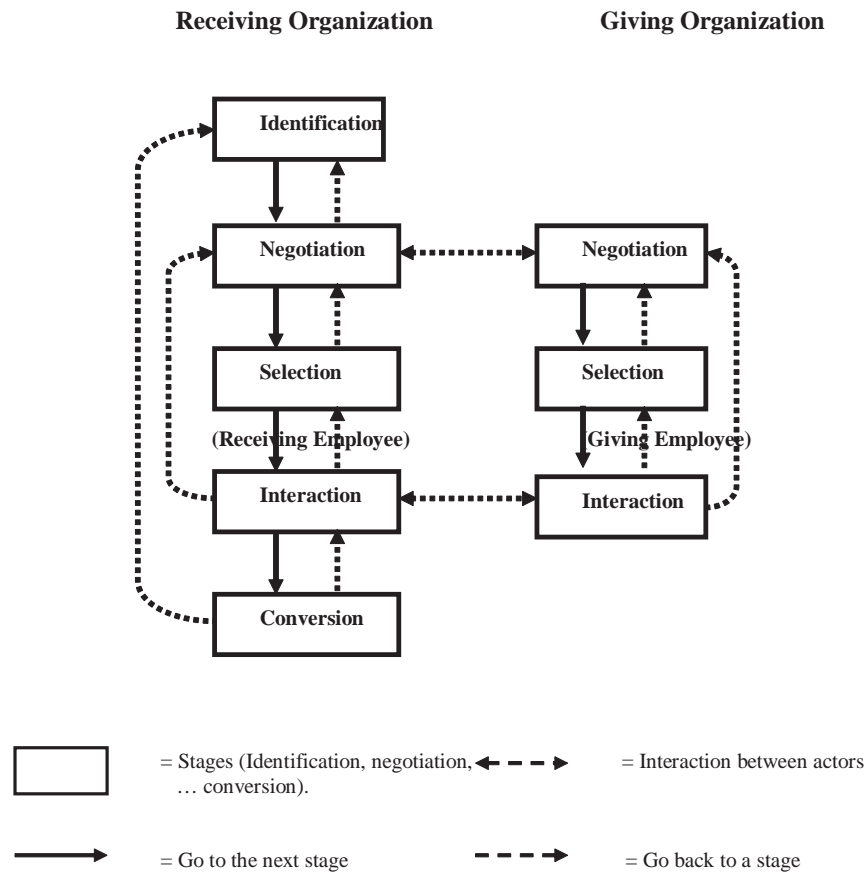 Receiving Organization Giving Organization
Identification
Negotiation Negotiation
Selection Selection
(Receiving Employee) (Giving Employee)
Interaction Interaction
Conversion
= Stages (Identification, negotiation, = Interaction between actors
… conversion).
= Go to the next stage = Go back to a stage